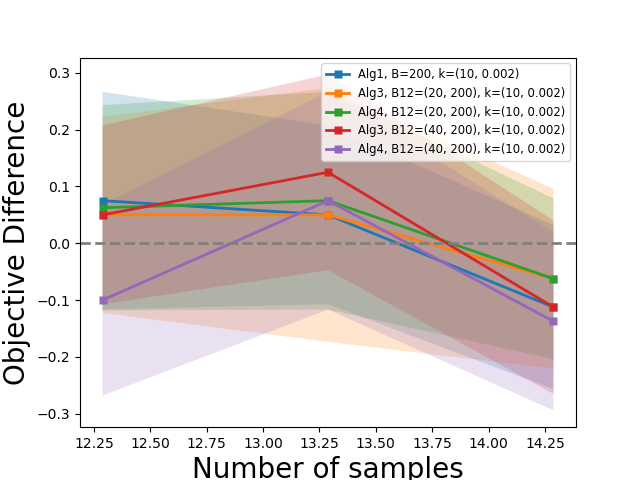 Alg1, B=200, k=(10, 0.002)
Alg3, B12=(20, 200), k=(10, 0.002)
Alg4, B12=(20, 200), k=(10, 0.002)
Alg3, B12=(40, 200), k=(10, 0.002)
Alg4, B12=(40, 200), k=(10, 0.002)
Objective Difference
0.3
0.2
0.1
0.0
−0.1
−0.2
−0.3
12.25 12.50 12.75 13.00 13.25 13.50 13.75 14.00 14.25
Number of samples